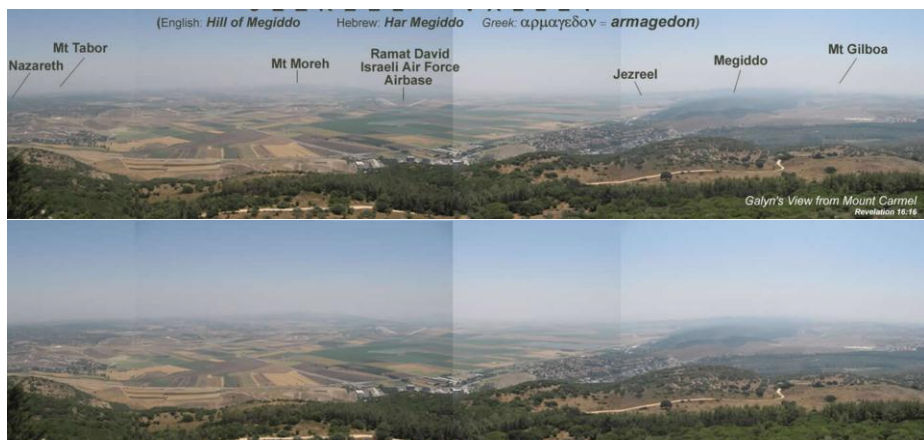 (English: Hill of Megiddo Hebrew: Har Megiddo Greek: αρμαγεδον = armagedon)
Nazareth
Mt Tabor
Mt Moreh
Ramat David
Israeli Air Force
Airbase
Jezreel
Megiddo
Mt Gilboa
Galyn's View from Mount Carmel
Revelation 16:16